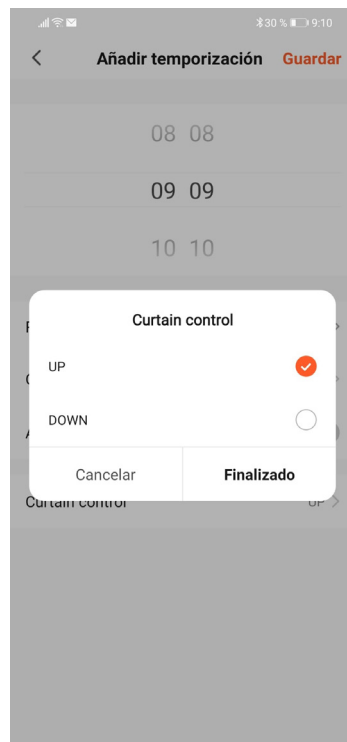 30 % 9:10
Añadir temporización Guardar
08 08
09 09
10 10
Curtain control
UP
DOWN
Cancelar Finalizado
Curtain control UP